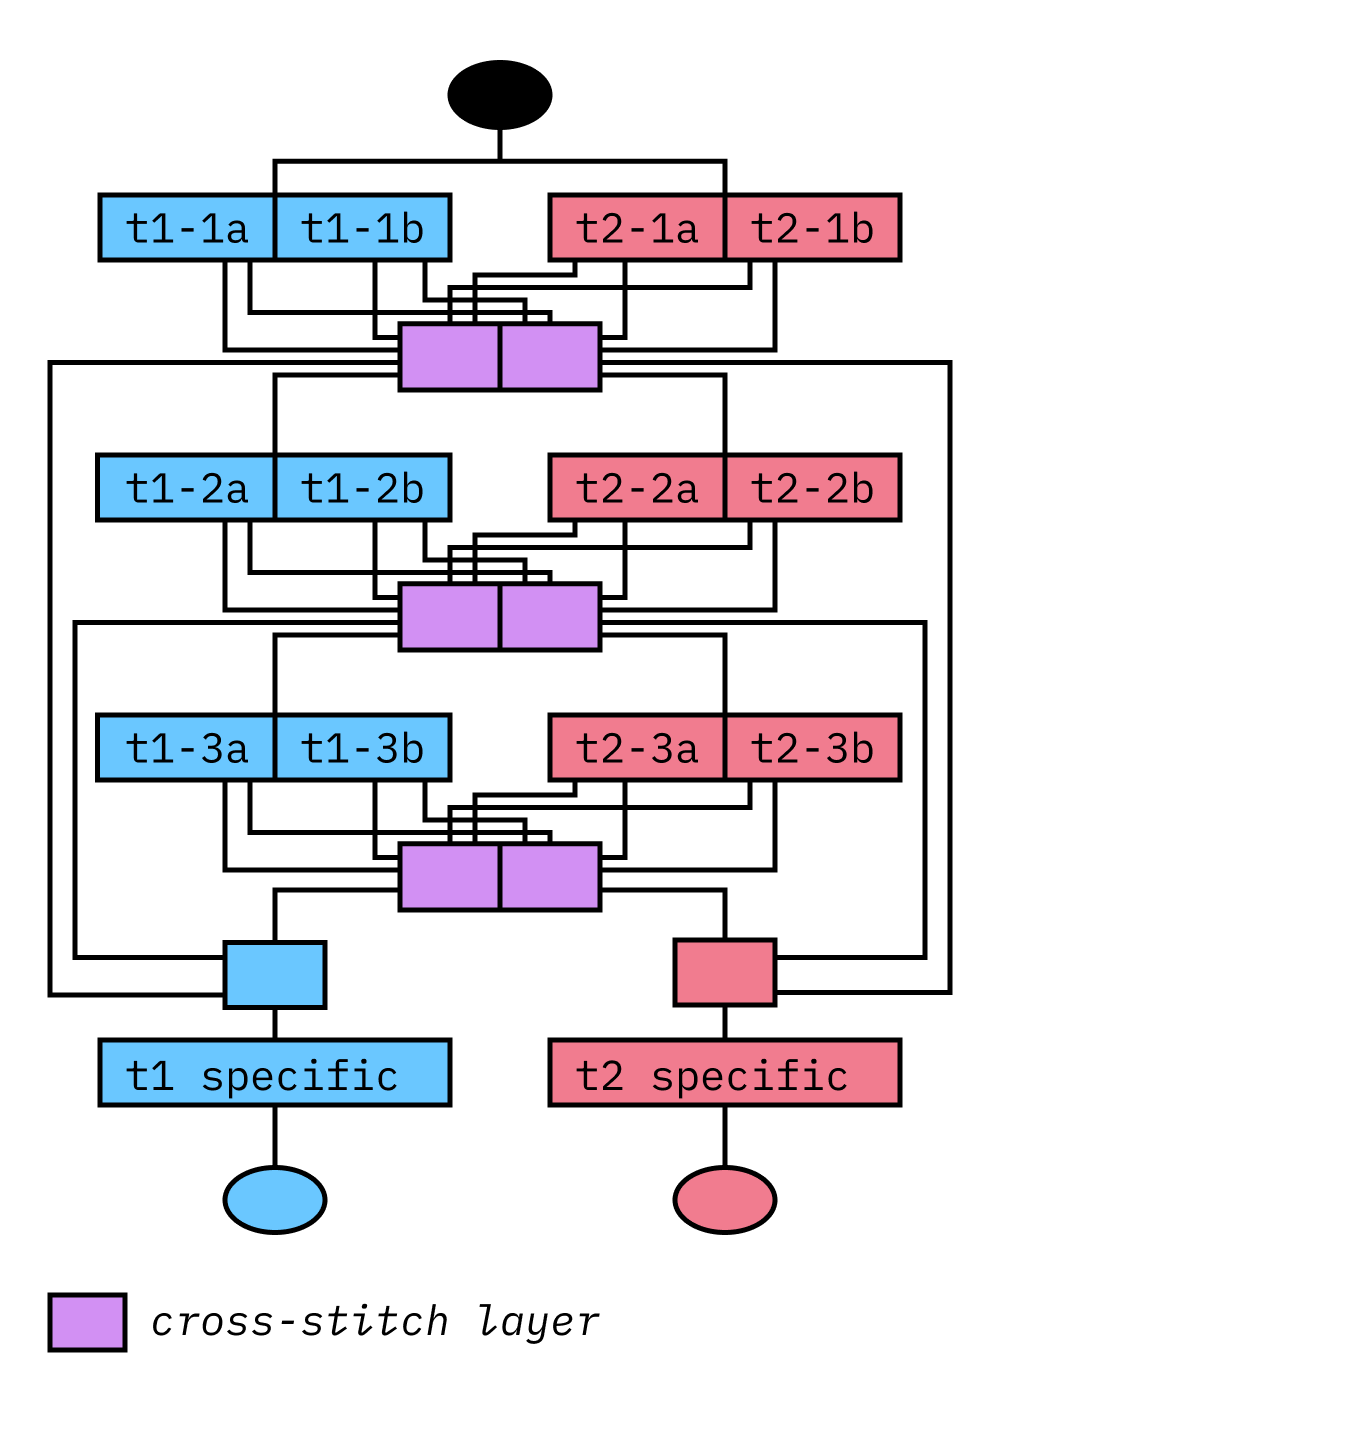 t1-1a t1-1b t2-1a t2-1b
t1-2a t1-2b t2-2a t2-2b
t1-3a t1-3b t2-3a t2-3b
t1 specific t2 specific
cross-stitch layer